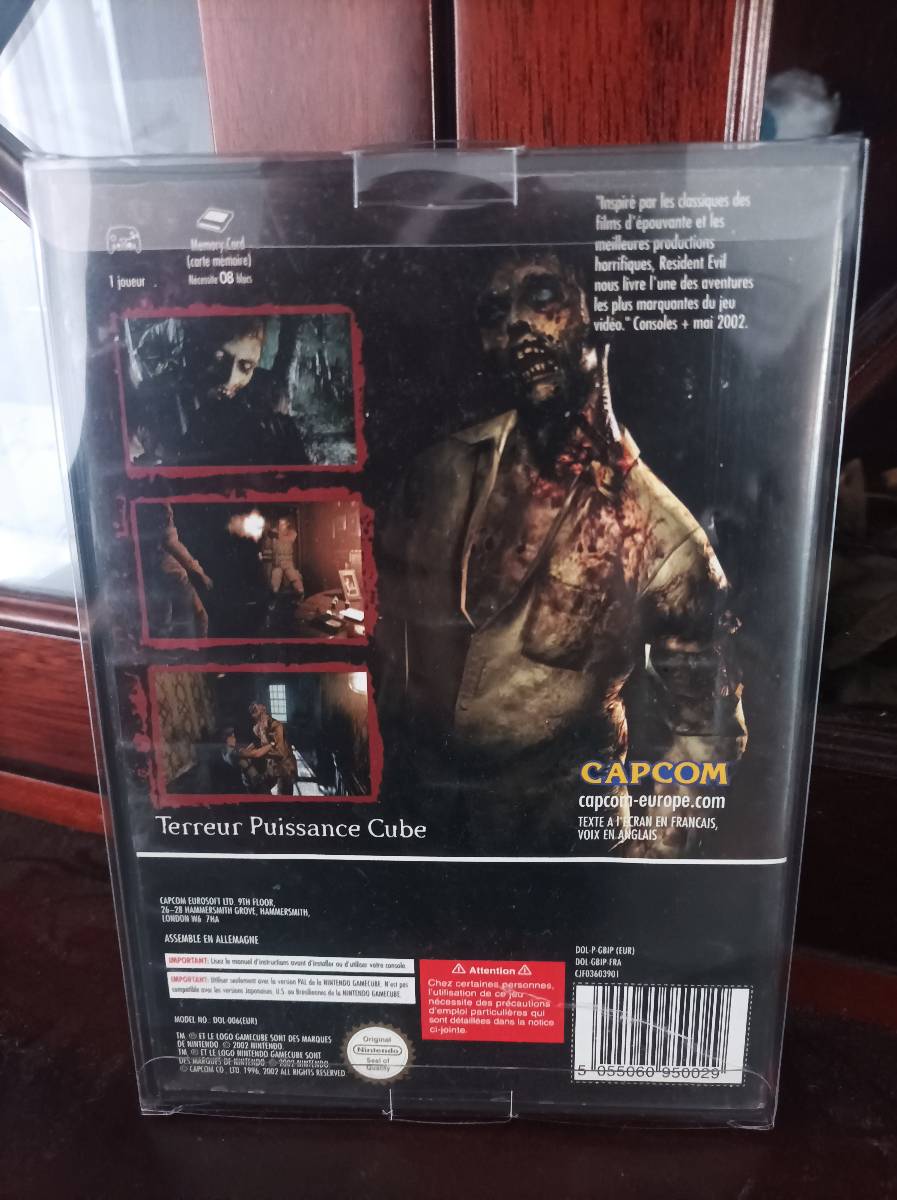 1 joueur
Memory Card
(carte mémoire)
Nécessite 08 blocs
"Inspiré par les classiques des
films d'épouvante et les
meilleures productions
horrifiques, Resident Evil
nous livre l'une des aventures
les plus marquantes du jeu
vidéo." Consoles + mai 2002.
CAPCOM
capcom-europe.com
TEXTE A l'ECRAN EN FRANCAIS,
VOIX EN ANGLAIS
Terreur Puissance Cube
CAPCOM EUROSOFT LTD. 9TH FLOOR,
26-28 HAMMERSMITH GROVE, HAMMERSMITH,
LONDON W6 7HA
ASSEMBLE EN ALLEMAGNE
IMPORTANT: Lisez le manuel d'instructions avant d'installer ou d'utiliser votre console.
IMPORTANT: Utiliser seulement avec la version PAL de la NINTENDO GAMECUBE. N'est pas
compatible avec les versions Japonaises, U.S. ou Brésiliennes de la NINTENDO GAMECUBE.
MODEL NO.: DOL-006(EUR)
TM, ® ET LE LOGO GAMECUBE SONT DES MARQUES
DE NINTENDO. © 2002 NINTENDO.
TM, ® ET LE LOGO NINTENDO GAMECUBE SONT
DES MARQUES DE NINTENDO. © 2002 NINTENDO.
© CAPCOM CO., LTD. 1996, 2002 ALL RIGHTS RESERVED.
Original
Nintendo
Seal of
Quality
Attention
Chez certaines personnes,
l'utilisation de ce jeu
nécessite des précautions
d'emploi particulières qui
sont détaillées dans la notice
ci-jointe.
DOL-P-GBIP (EUR)
DOL-GBIP-FRA
CJF03603901
5 055060 950029